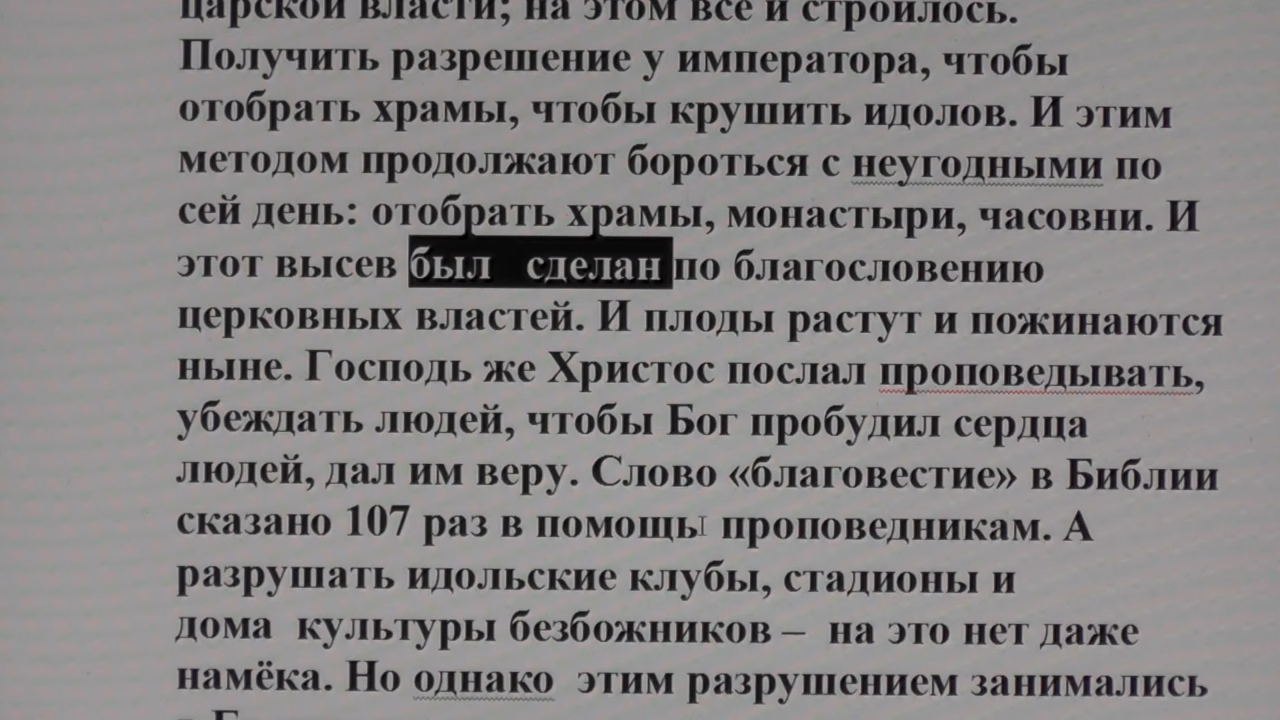 царской власти; на этом все и строилось.
Получить разрешение у императора, чтобы
отобрать храмы, чтобы крушить идолов. И этим
методом продолжают бороться с неугодными по
сей день: отобрать храмы, монастыри, часовни. И
этот высев был сделан по благословению
церковных властей. И плоды растут и пожинаются
ныне. Господь же Христос послал проповедывать,
убеждать людей, чтобы Бог пробудил сердца
людей, дал им веру. Слово «благовестие» в Библии
сказано 107 раз в помощь проповедникам. А
разрушать идольские клубы, стадионы и
дома культуры безбожников – на это нет даже
намёка. Но однако этим разрушением занимались